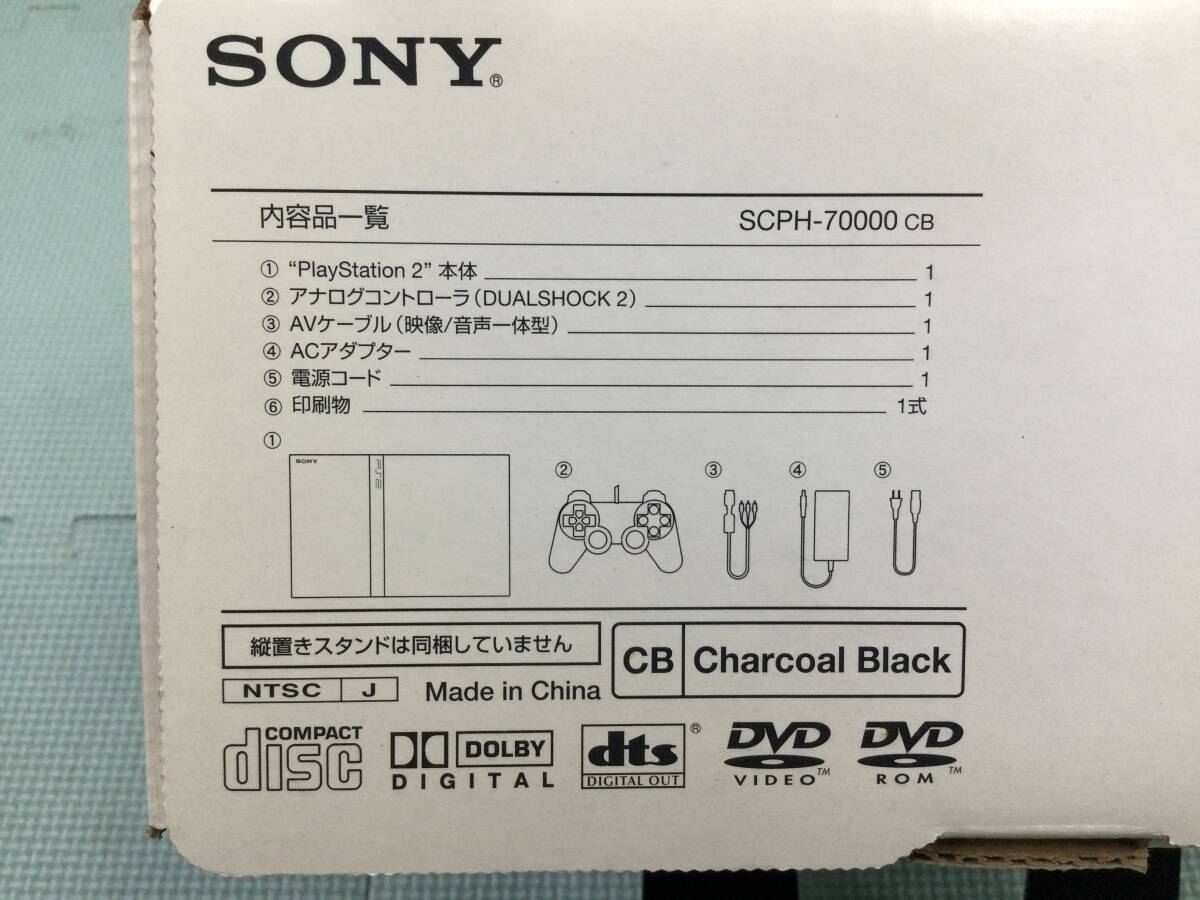 SONY®
内容品一覧 SCPH-70000 CB
① “PlayStation 2” 本体 1
② アナログコントローラ（DUALSHOCK 2） 1
③ AVケーブル（映像/音声一体型） 1
④ ACアダプター 1
⑤ 電源コード 1
⑥ 印刷物 1式
①
SONY
PS2
② ③ ④ ⑤
縦置きスタンドは同梱していません
CB Charcoal Black
NTSC J Made in China
COMPACT disc
DOLBY DIGITAL
dts® DIGITAL OUT
DVD VIDEO™
DVD ROM™